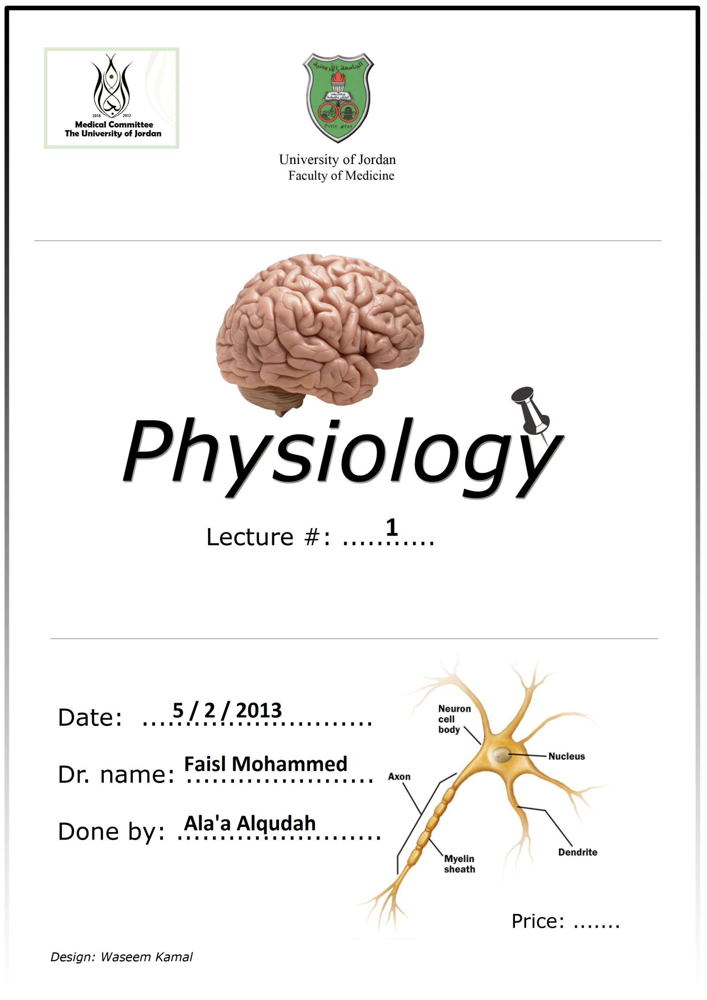 2018 2012
Medical Committee
The University of Jordan
الجامعة الأردنية
١٣٨٢هـ ١٩٦٢م
University of Jordan
Faculty of Medicine
Physiology
Lecture #: ........... 1
Date: ........................... 5 / 2 / 2013
Dr. name: ...................... Faisl Mohammed
Done by: ........................ Ala'a Alqudah
Neuron
cell
body
Nucleus
Axon
Dendrite
Myelin
sheath
Price: .......
Design: Waseem Kamal